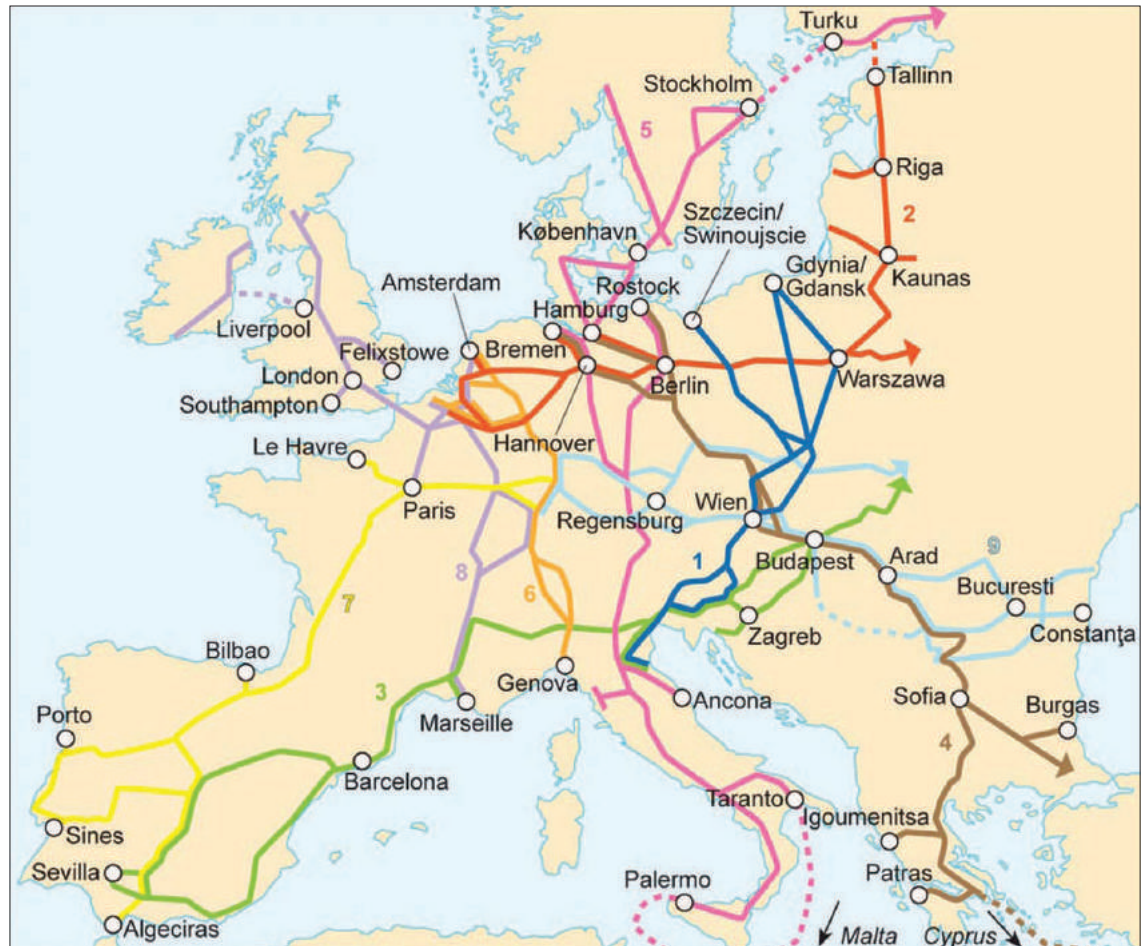 Turku
Tallinn
Stockholm
5
Riga
2
Szczecin/
Swinoujscie
København
Gdynia/
Gdansk
Kaunas
Amsterdam
Rostock
Hamburg
Liverpool
Felixstowe
Bremen
London
Berlin
Warszawa
Southampton
Hannover
Le Havre
Paris
Regensburg
Wien
Budapest
Arad
9
8
1
Bucuresti
6
7
Zagreb
Constanţa
Bilbao
3
Genova
Ancona
Sofia
Burgas
Porto
Marseille
4
Barcelona
Taranto
Igoumenitsa
Sines
Sevilla
Palermo
Patras
Algeciras
Malta
Cyprus